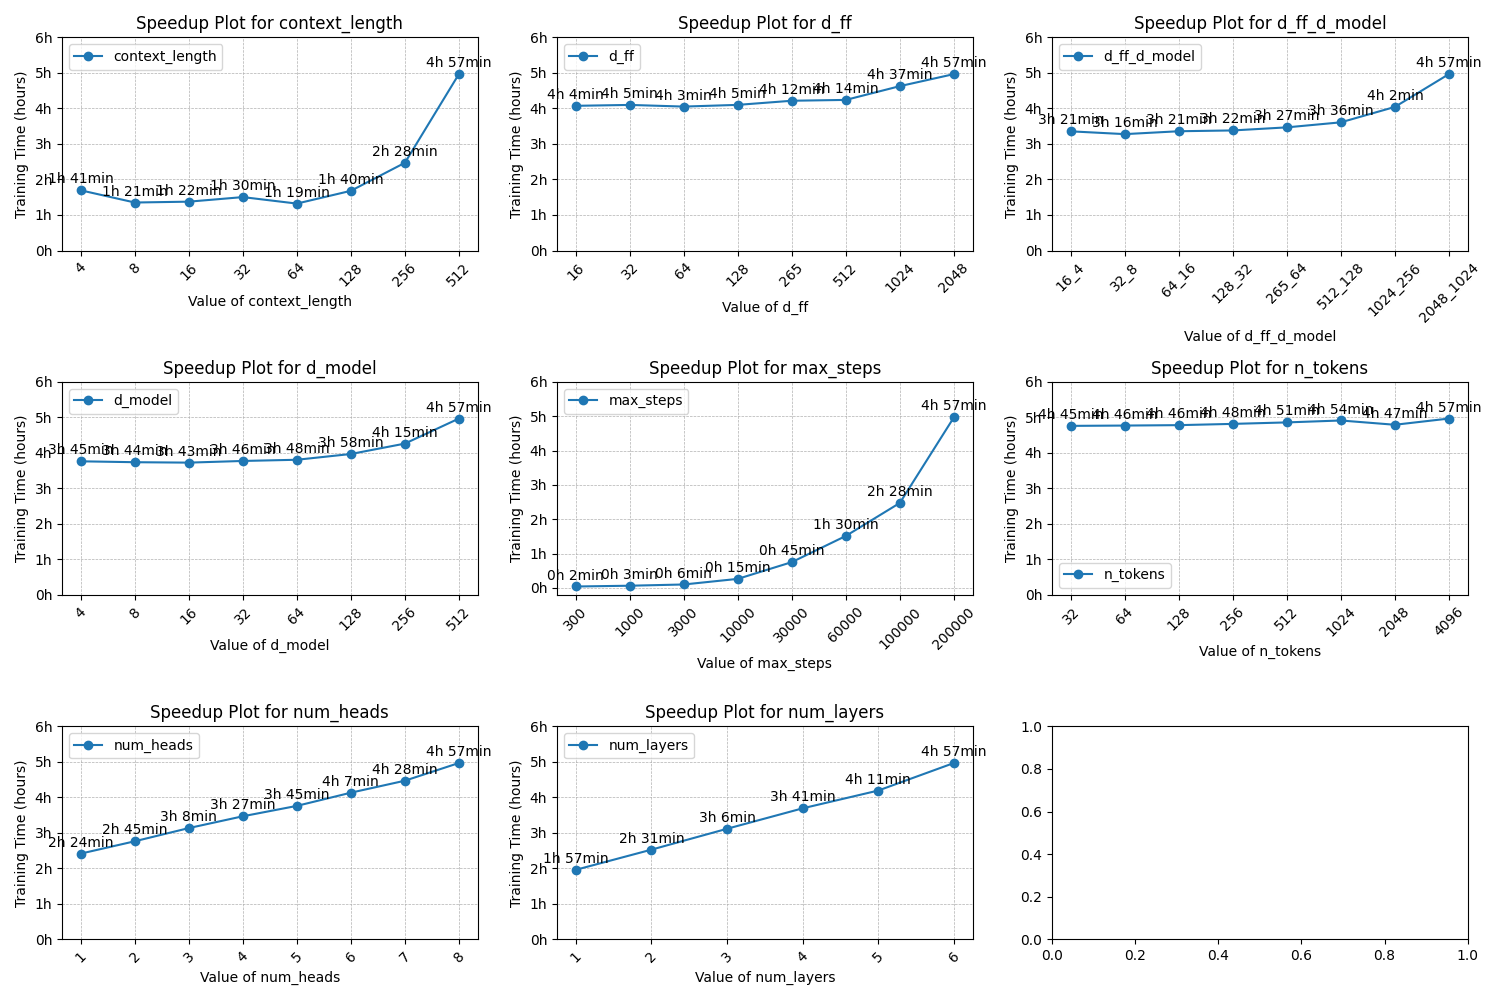 Speedup Plot for context_length
Training Time (hours)
6h
5h
4h
3h
2h
1h
0h
context_length
1h 41min
1h 21min
1h 22min
1h 30min
1h 19min
1h 40min
2h 28min
4h 57min
4 8 16 32 64 128 256 512
Value of context_length
Speedup Plot for d_ff
Training Time (hours)
6h
5h
4h
3h
2h
1h
0h
d_ff
4h 4min
4h 5min
4h 3min
4h 5min
4h 12min
4h 14min
4h 37min
4h 57min
16 32 64 128 265 512 1024 2048
Value of d_ff
Speedup Plot for d_ff_d_model
Training Time (hours)
6h
5h
4h
3h
2h
1h
0h
d_ff_d_model
3h 21min
3h 16min
3h 21min
3h 22min
3h 27min
3h 36min
4h 2min
4h 57min
16_4 32_8 64_16 128_32 265_64 512_128 1024_256 2048_1024
Value of d_ff_d_model
Speedup Plot for d_model
Training Time (hours)
6h
5h
4h
3h
2h
1h
0h
d_model
3h 45min
3h 44min
3h 43min
3h 46min
3h 48min
3h 58min
4h 15min
4h 57min
4 8 16 32 64 128 256 512
Value of d_model
Speedup Plot for max_steps
Training Time (hours)
6h
5h
4h
3h
2h
1h
0h
max_steps
0h 2min
0h 3min
0h 6min
0h 15min
0h 45min
1h 30min
2h 28min
4h 57min
300 1000 3000 10000 30000 60000 100000 200000
Value of max_steps
Speedup Plot for n_tokens
Training Time (hours)
6h
5h
4h
3h
2h
1h
0h
n_tokens
4h 45min
4h 46min
4h 46min
4h 48min
4h 51min
4h 54min
4h 47min
4h 57min
32 64 128 256 512 1024 2048 4096
Value of n_tokens
Speedup Plot for num_heads
Training Time (hours)
6h
5h
4h
3h
2h
1h
0h
num_heads
2h 24min
2h 45min
3h 8min
3h 27min
3h 45min
4h 7min
4h 28min
4h 57min
1 2 3 4 5 6 7 8
Value of num_heads
Speedup Plot for num_layers
Training Time (hours)
6h
5h
4h
3h
2h
1h
0h
num_layers
1h 57min
2h 31min
3h 6min
3h 41min
4h 11min
4h 57min
1 2 3 4 5 6
Value of num_layers
1.0
0.8
0.6
0.4
0.2
0.0
0.0 0.2 0.4 0.6 0.8 1.0